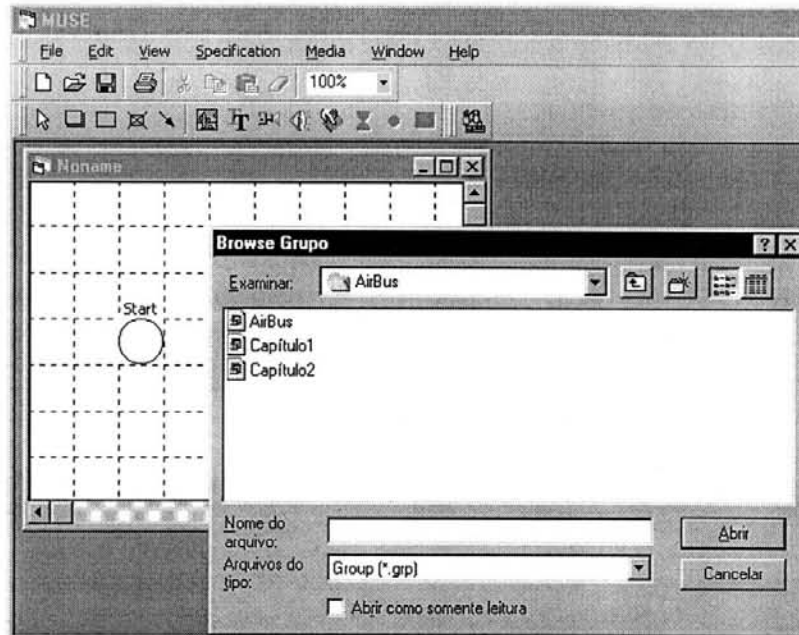 MUSE
File Edit View Specification Media Window Help
100%
Noname
Start
Browse Grupo
Examinar: AirBus
AirBus
Capítulo1
Capítulo2
Nome do arquivo:
Abrir
Arquivos do tipo: Group (*.grp)
Cancelar
Abrir como somente leitura